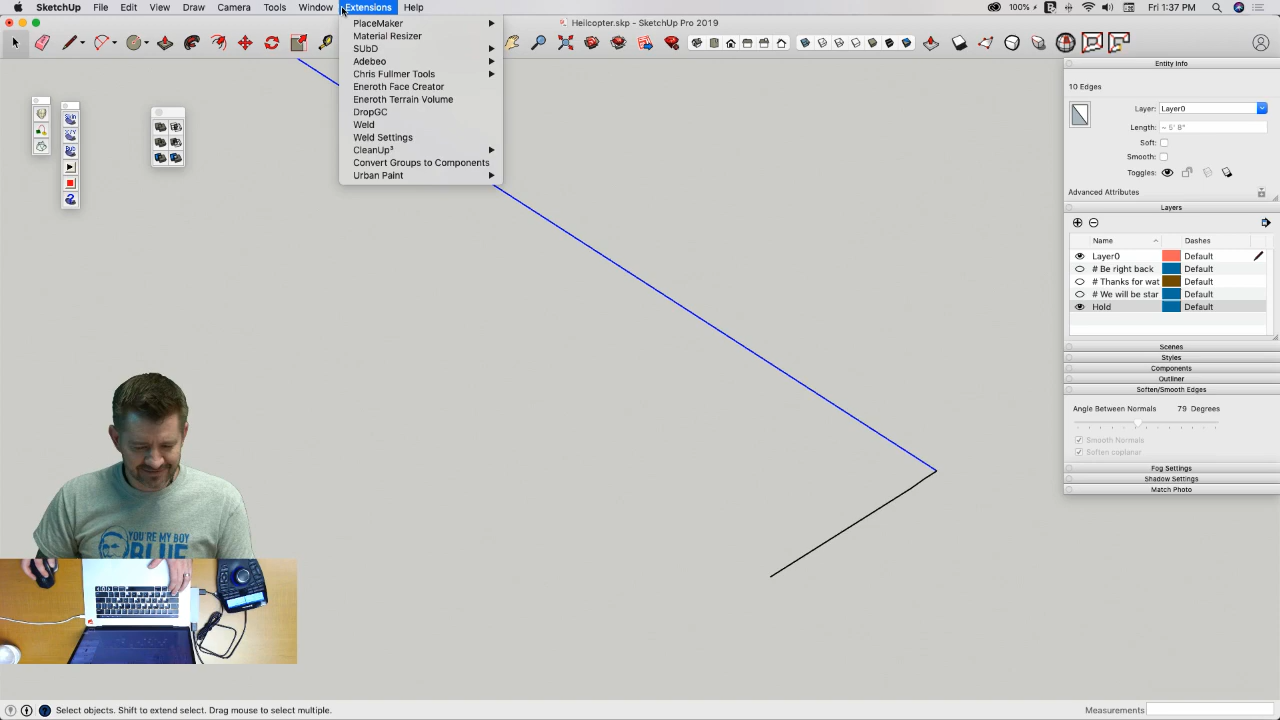 SketchUp File Edit View Draw Camera Tools Window Extensions Help
100% Fri 1:37 PM
Heilcopter.skp - SketchUp Pro 2019
PlaceMaker
Material Resizer
SUbD
Adebeo
Chris Fullmer Tools
Eneroth Face Creator
Eneroth Terrain Volume
DropGC
Weld
Weld Settings
CleanUp³
Convert Groups to Components
Urban Paint
Entity Info
10 Edges
Layer: Layer0
Length: ~ 5' 8"
Soft:
Smooth:
Toggles:
Advanced Attributes
Layers
Name Dashes
Layer0 Default
# Be right back Default
# Thanks for wat Default
# We will be star Default
Hold Default
Scenes
Styles
Components
Outliner
Soften/Smooth Edges
Angle Between Normals 79 Degrees
Smooth Normals
Soften coplanar
Fog Settings
Shadow Settings
Match Photo
YOU'RE MY BOY
BLUE
Select objects. Shift to extend select. Drag mouse to select multiple.
Measurements